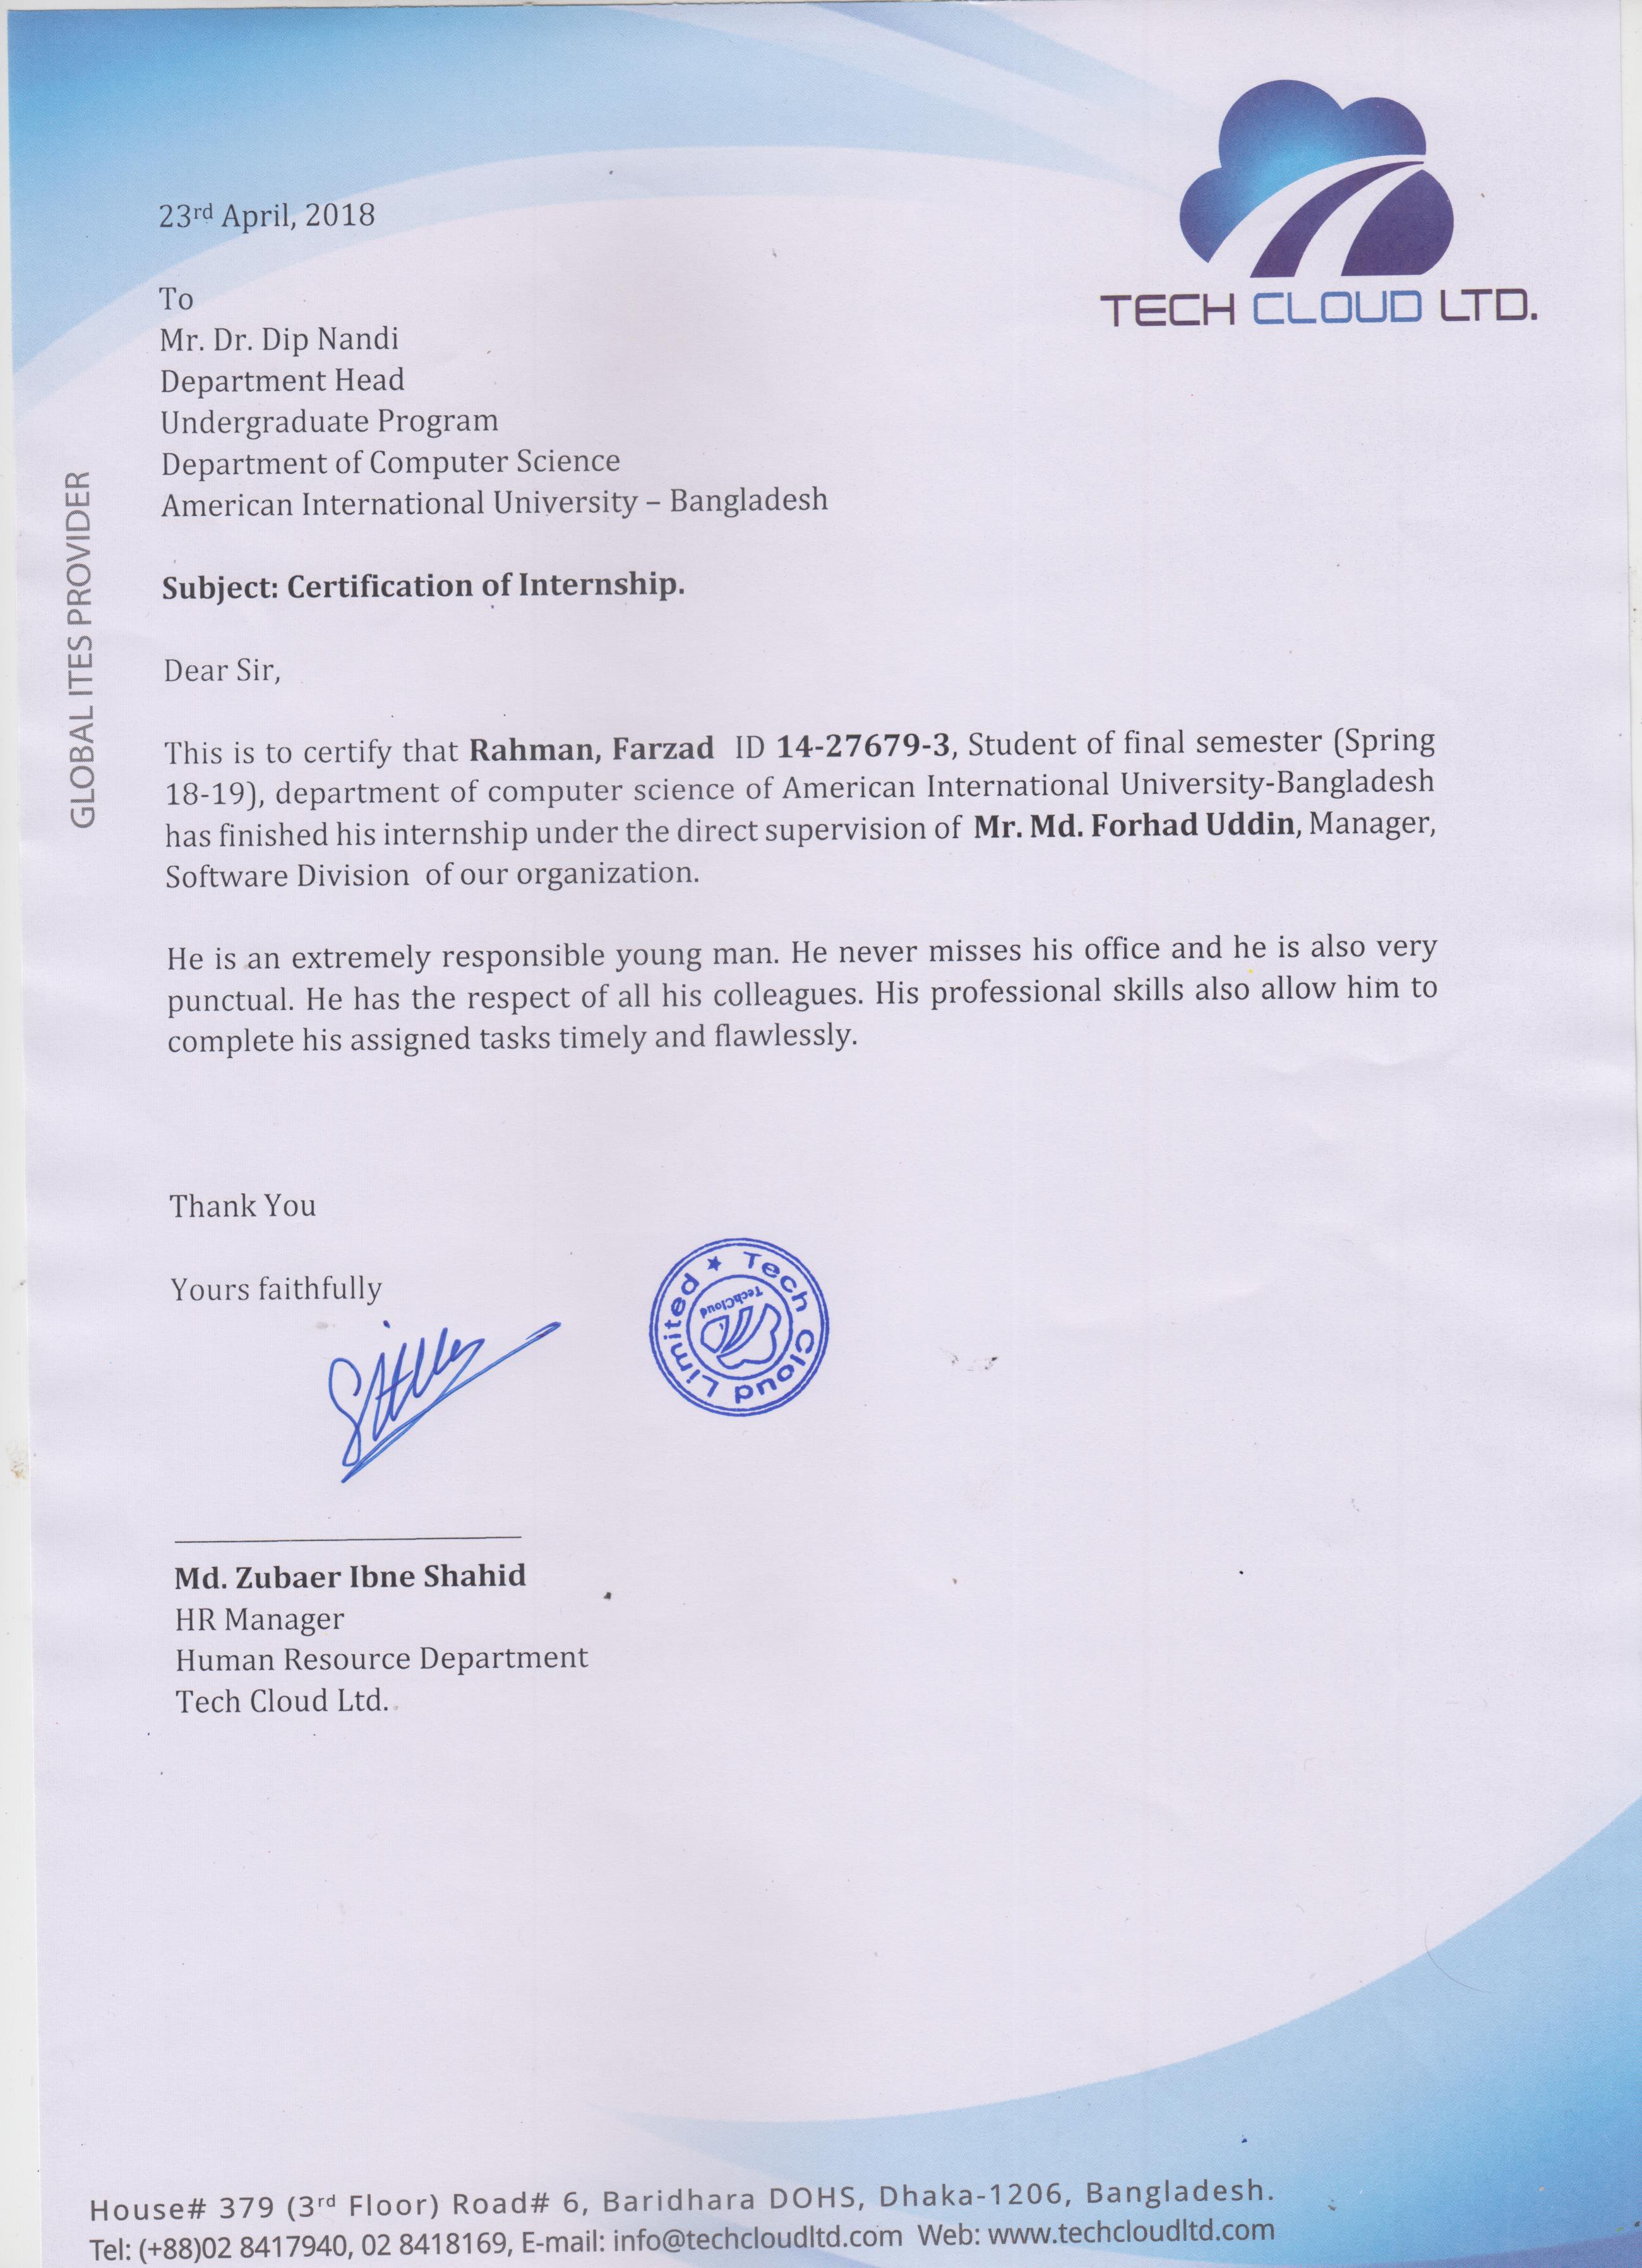 TECH CLOUD LTD.
GLOBAL ITES PROVIDER
23rd April, 2018
To
Mr. Dr. Dip Nandi
Department Head
Undergraduate Program
Department of Computer Science
American International University – Bangladesh
Subject: Certification of Internship.
Dear Sir,
This is to certify that Rahman, Farzad ID 14-27679-3, Student of final semester (Spring
18-19), department of computer science of American International University-Bangladesh
has finished his internship under the direct supervision of Mr. Md. Forhad Uddin, Manager,
Software Division of our organization.
He is an extremely responsible young man. He never misses his office and he is also very
punctual. He has the respect of all his colleagues. His professional skills also allow him to
complete his assigned tasks timely and flawlessly.
Thank You
Yours faithfully
★ Tech Cloud Limited
TechCloud
Md. Zubaer Ibne Shahid
HR Manager
Human Resource Department
Tech Cloud Ltd.
House# 379 (3rd Floor) Road# 6, Baridhara DOHS, Dhaka-1206, Bangladesh.
Tel: (+88)02 8417940, 02 8418169, E-mail: info@techcloudltd.com Web: www.techcloudltd.com